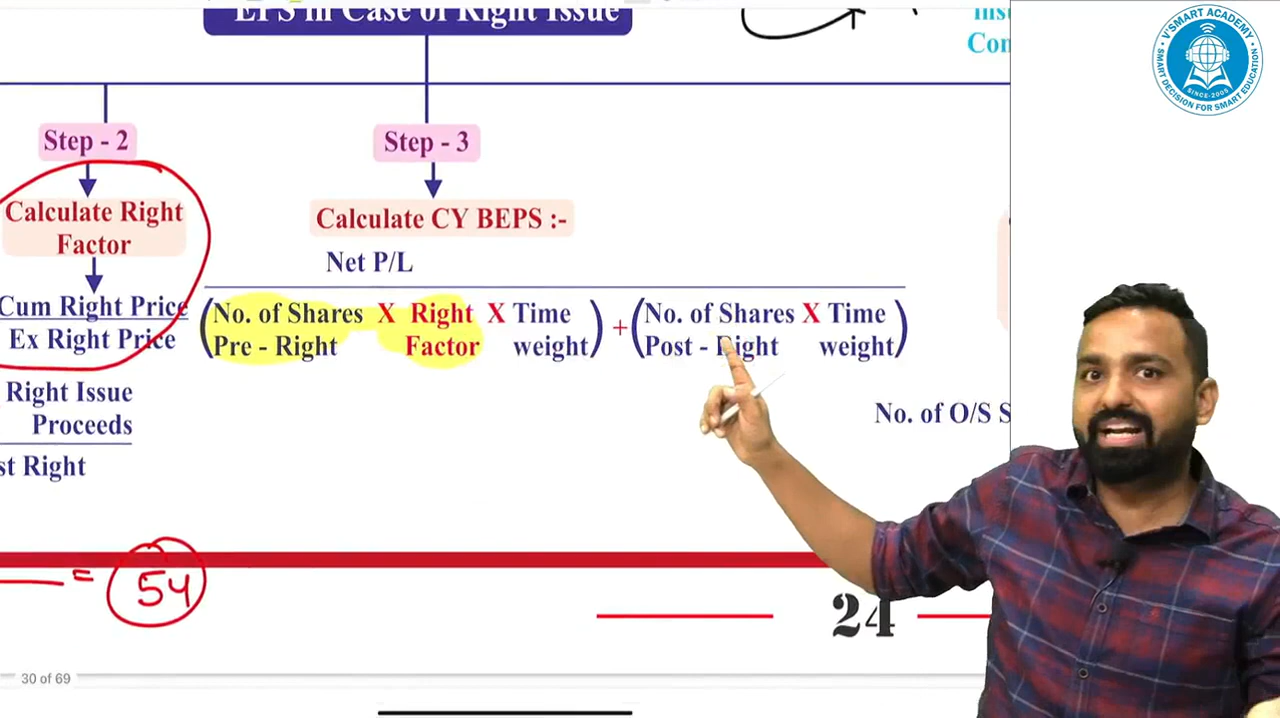 EPS in Case of Right Issue
Step - 2
Calculate Right
Factor
Cum Right Price
Ex Right Price
Right Issue
Proceeds
Right
Step - 3
Calculate CY BEPS :-
Net P/L
(No. of Shares X Right X Time) + (No. of Shares X Time)
Pre - Right Factor weight Post - Right weight
No. of O/S S
= 54
24
30 of 69
V'SMART ACADEMY
SMART DECISION FOR SMART EDUCATION
SINCE-2005